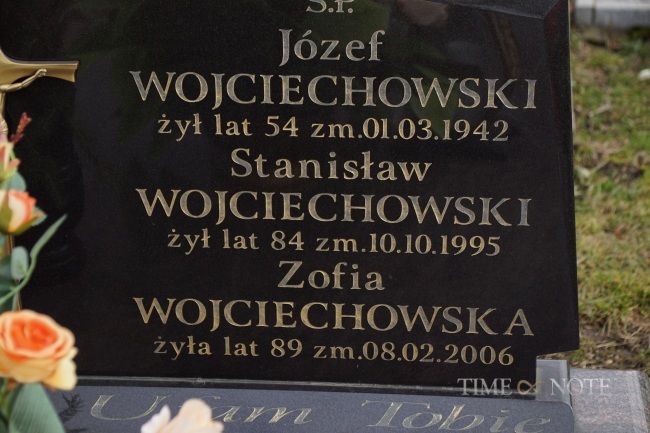 Ś.P.
Józef
WOJCIECHOWSKI
żył lat 54 zm.01.03.1942
Stanisław
WOJCIECHOWSKI
żył lat 84 zm.10.10.1995
Zofia
WOJCIECHOWSKA
żyła lat 89 zm.08.02.2006
Ufam Tobie
TIME NOTE